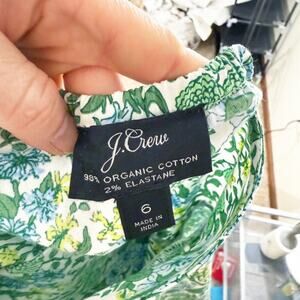 J.Crew
98% ORGANIC COTTON
2% ELASTANE
6
MADE IN
INDIA